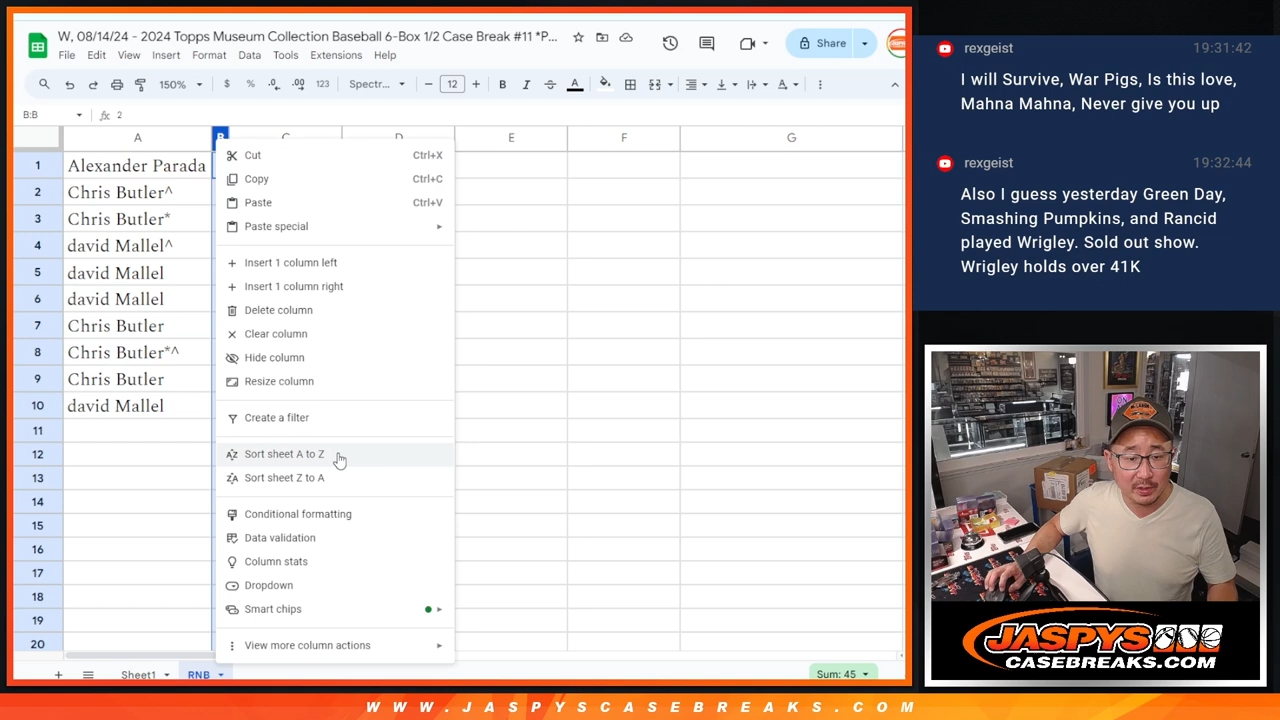 W, 08/14/24 - 2024 Topps Museum Collection Baseball 6-Box 1/2 Case Break #11 *P...
File Edit View Insert Format Data Tools Extensions Help
Share
150% $ % .0 .00 123 Spectr... 12 B I A
B:B fx 2
A B C D E F G
1 Alexander Parada
2 Chris Butler^
3 Chris Butler*
4 david Mallel^
5 david Mallel
6 david Mallel
7 Chris Butler
8 Chris Butler*^
9 Chris Butler
10 david Mallel
11
12
13
14
15
16
17
18
19
20
Cut Ctrl+X
Copy Ctrl+C
Paste Ctrl+V
Paste special
Insert 1 column left
Insert 1 column right
Delete column
Clear column
Hide column
Resize column
Create a filter
Sort sheet A to Z
Sort sheet Z to A
Conditional formatting
Data validation
Column stats
Dropdown
Smart chips
View more column actions
Sheet1 RNB Sum: 45
rexgeist 19:31:42
I will Survive, War Pigs, Is this love,
Mahna Mahna, Never give you up
rexgeist 19:32:44
Also I guess yesterday Green Day,
Smashing Pumpkins, and Rancid
played Wrigley. Sold out show.
Wrigley holds over 41K
JASPYS
CASEBREAKS.COM
WWW.JASPYSCASEBREAKS.COM